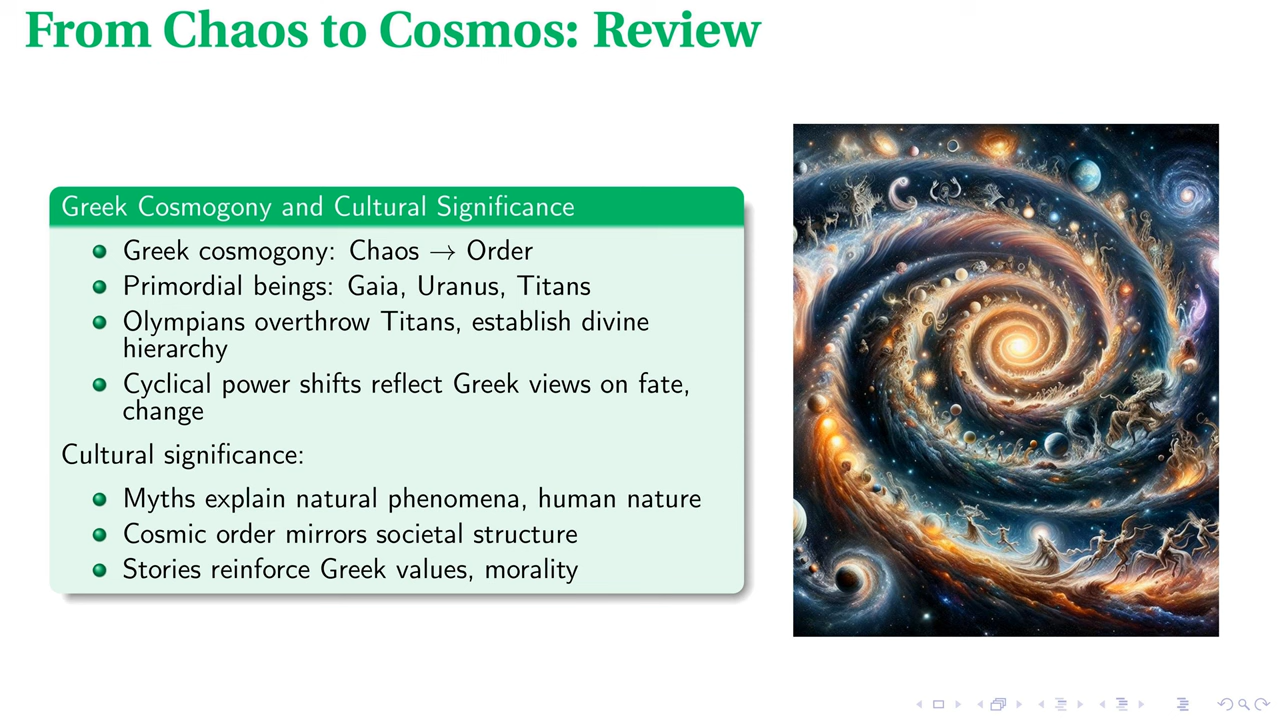 From Chaos to Cosmos: Review
Greek Cosmogony and Cultural Significance
Greek cosmogony: Chaos → Order
Primordial beings: Gaia, Uranus, Titans
Olympians overthrow Titans, establish divine
hierarchy
Cyclical power shifts reflect Greek views on fate,
change
Cultural significance:
Myths explain natural phenomena, human nature
Cosmic order mirrors societal structure
Stories reinforce Greek values, morality